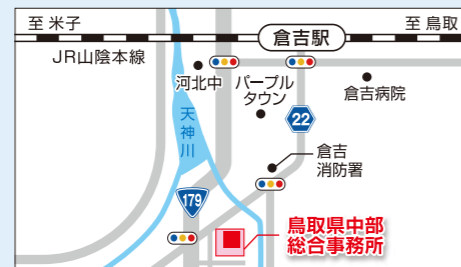 至 米子
倉吉駅
至 鳥取
JR山陰本線
河北中
パープル
タウン
倉吉病院
天神川
22
倉吉
消防署
179
鳥取県中部
総合事務所